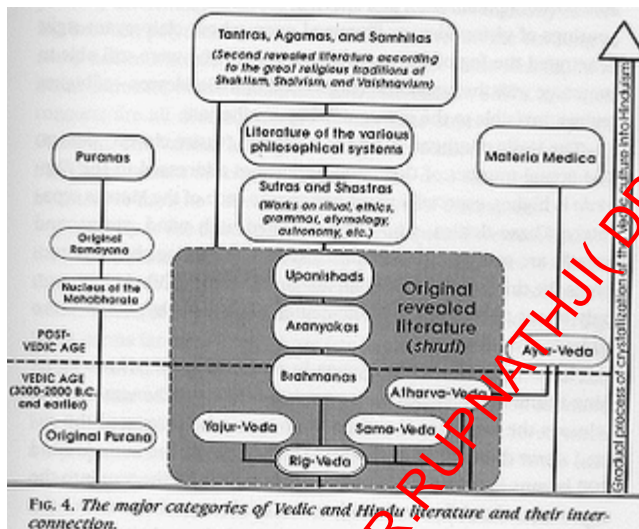 Tantras, Agamas, and Samhitas
(Second revealed literature according
to the great religious traditions of
Shaktism, Shaivism, and Vaishnavism)
Literature of the various
philosophical systems
Puranas
Materia Medica
Sutras and Shastras
(Works on ritual, ethics,
grammar, etymology,
astronomy, etc.)
Original
Ramayana
Nucleus of the
Mahabharata
Upanishads
Aranyakas
Brahmanas
Original
revealed
literature
(shruti)
POST-
VEDIC AGE
Ayur-Veda
VEDIC AGE
(3000-2000 B.C.
and earlier)
Atharva-Veda
Yajur-Veda
Sama-Veda
Original Purana
Rig-Veda
Gradual process of crystallization of the Vedic culture into Hinduism
RUPNATHJI( DR
FIG. 4. The major categories of Vedic and Hindu literature and their inter-
connection.